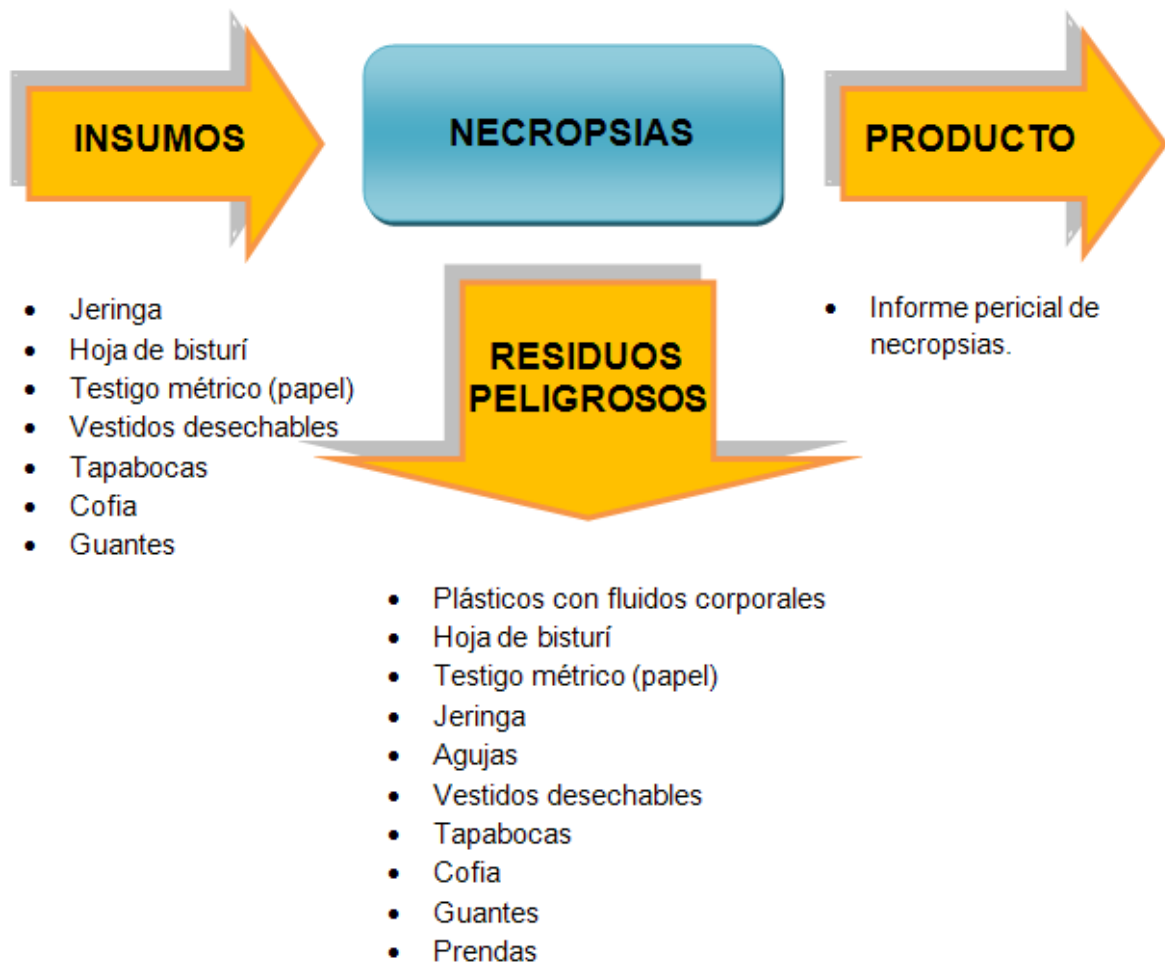 INSUMOS
NECROPSIAS
PRODUCTO
• Jeringa
• Hoja de bisturí
• Testigo métrico (papel)
• Vestidos desechables
• Tapabocas
• Cofia
• Guantes
RESIDUOS
PELIGROSOS
• Informe pericial de
necropsias.
• Plásticos con fluidos corporales
• Hoja de bisturí
• Testigo métrico (papel)
• Jeringa
• Agujas
• Vestidos desechables
• Tapabocas
• Cofia
• Guantes
• Prendas